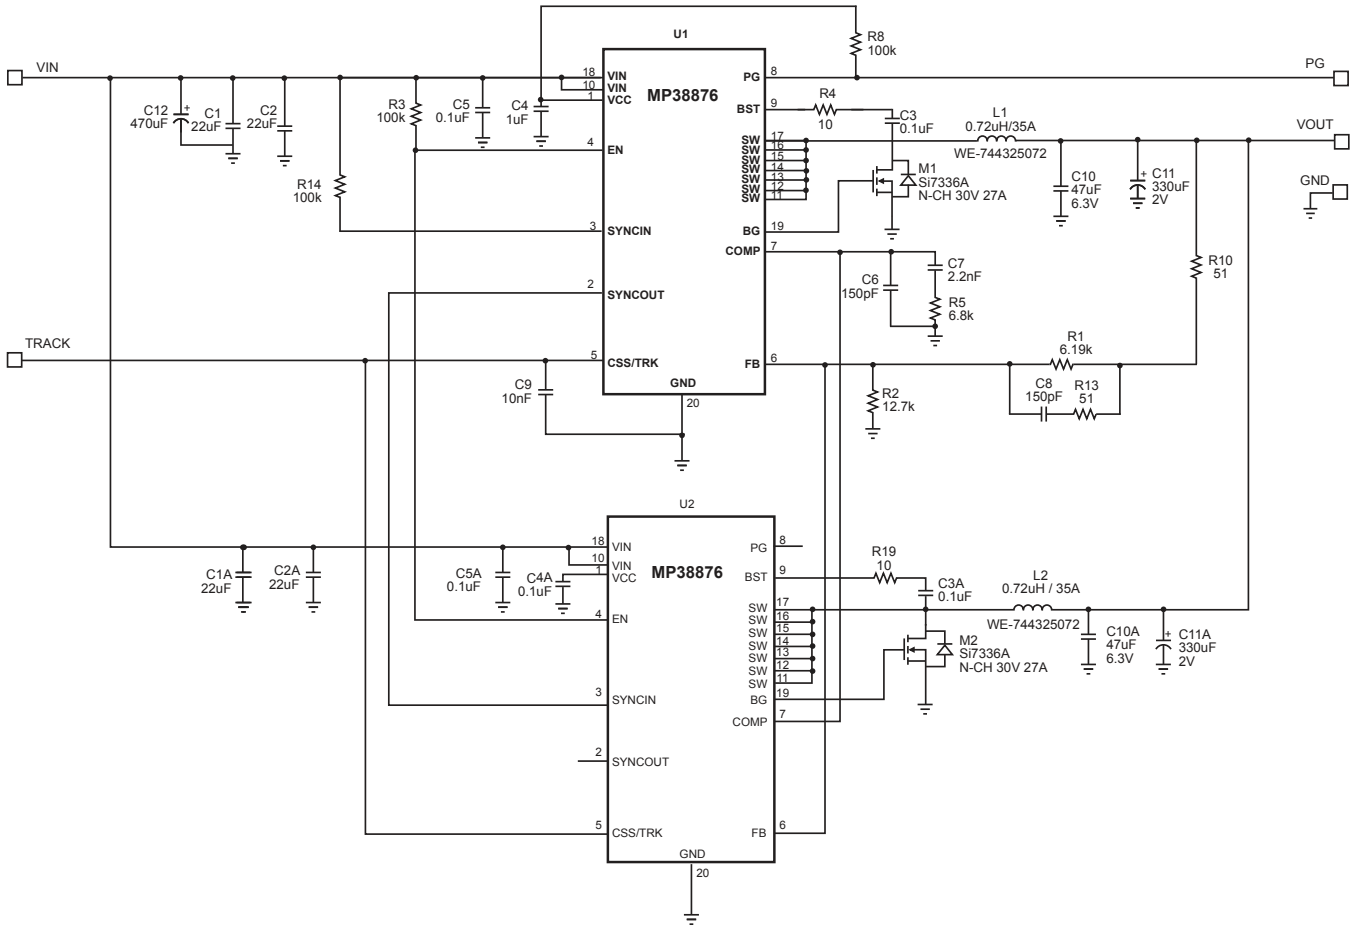 U1
R8
100k
VIN
PG
C12
470uF
+
C1
22uF
C2
22uF
R3
100k
C5
0.1uF
C4
1uF
R14
100k
18
10
1
4
3
2
5
VIN
VIN
VCC
EN
SYNCIN
SYNCOUT
CSS/TRK
MP38876
PG
BST
SW
SW
SW
SW
SW
SW
SW
BG
COMP
FB
GND
20
8
9
17
16
15
14
13
12
11
19
7
6
R4
10
C3
0.1uF
L1
0.72uH/35A
WE-744325072
VOUT
M1
Si7336A
N-CH 30V 27A
C10
47uF
6.3V
+
C11
330uF
2V
GND
C6
150pF
C7
2.2nF
R5
6.8k
R10
51
TRACK
C9
10nF
R2
12.7k
R1
6.19k
C8
150pF
R13
51
U2
C1A
22uF
C2A
22uF
C5A
0.1uF
C4A
0.1uF
18
10
1
4
3
2
5
VIN
VIN
VCC
EN
SYNCIN
SYNCOUT
CSS/TRK
MP38876
PG
BST
SW
SW
SW
SW
SW
SW
SW
BG
COMP
FB
GND
20
8
9
17
16
15
14
13
12
11
19
7
6
R19
10
C3A
0.1uF
L2
0.72uH / 35A
WE-744325072
M2
Si7336A
N-CH 30V 27A
C10A
47uF
6.3V
+
C11A
330uF
2V